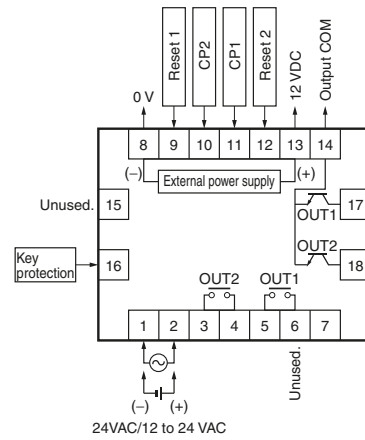 Reset 1
CP2
CP1
Reset 2
12 VDC
Output COM
0 V
8 9 10 11 12 13 14
(−) External power supply (+)
Unused. 15
OUT1 17
Key protection 16
OUT2 18
OUT2 OUT1
1 2 3 4 5 6 7
Unused.
(−) (+)
24VAC/12 to 24 VAC